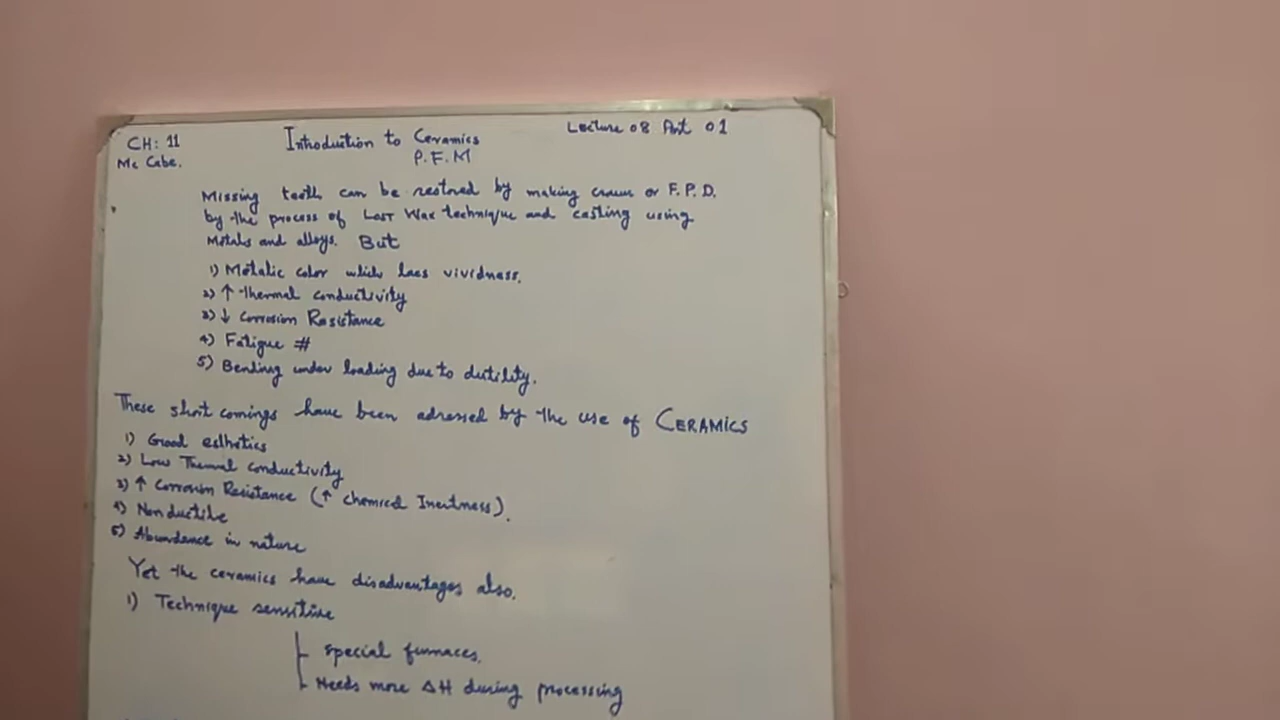 CH: 11
Mc Cabe.
Introduction to Ceramics
P.F.M
Lecture 08 Part 01
Missing teeth can be restored by making crown or F.P.D.
by the process of Lost Wax technique and casting using
Metals and alloys. But
1) Metalic color which lacs vividness.
2) ↑ thermal conductivity
3) ↓ Corrosion Resistance
4) Fatigue #
5) Bending under loading due to dutility.
These short comings have been adressed by the use of CERAMICS
1) Good esthetics
2) Low Thermal conductivity
3) ↑ Corrosion Resistance (↑ chemical Inertness).
4) Non ductile
5) Abundance in nature
Yet the ceramics have disadvantages also.
1) Technique sensitive
Special furnaces.
Needs more ΔH during processing